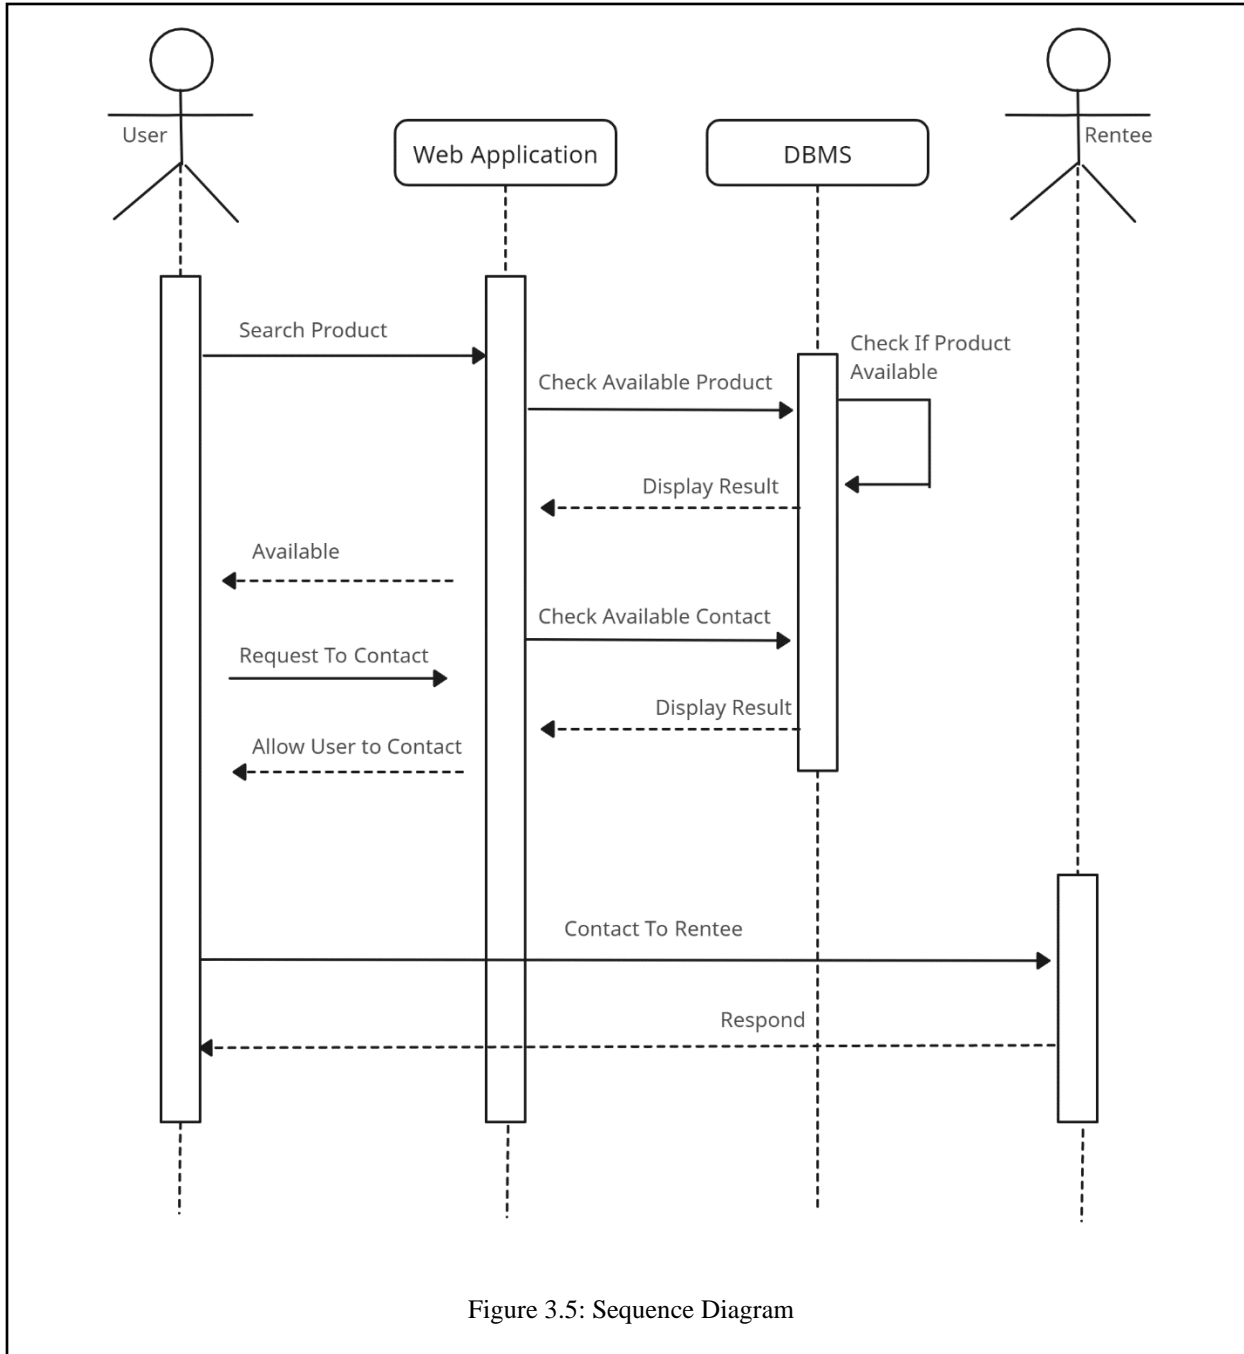 User
Rentee
Web Application
DBMS
Search Product
Check If Product
Available
Check Available Product
Display Result
Available
Check Available Contact
Request To Contact
Display Result
Allow User to Contact
Contact To Rentee
Respond
Figure 3.5: Sequence Diagram